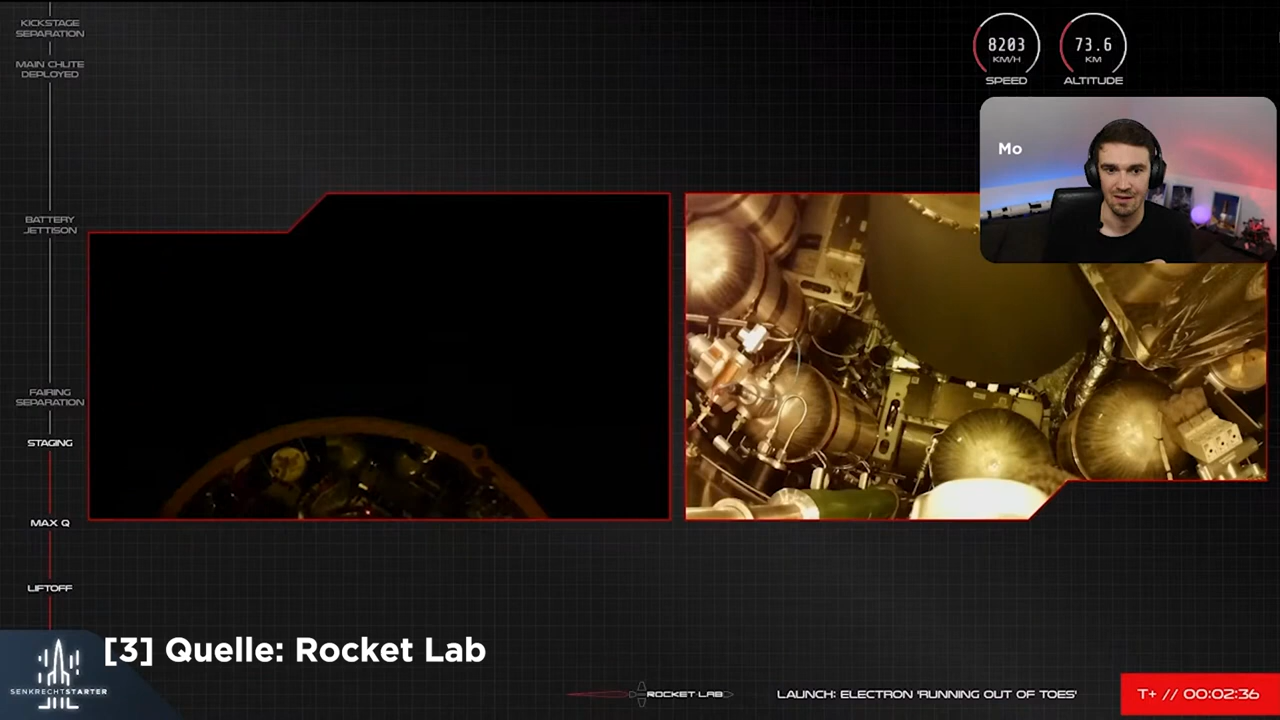 KICKSTAGE
SEPARATION
MAIN CHUTE
DEPLOYED
BATTERY
JETTISON
FAIRING
SEPARATION
STAGING
MAX Q
LIFTOFF
8203
KM/H
SPEED
73.6
KM
ALTITUDE
Mo
[3] Quelle: Rocket Lab
SENKRECHTSTARTER
ROCKET LAB
LAUNCH: ELECTRON 'RUNNING OUT OF TOES'
T+ // 00:02:36